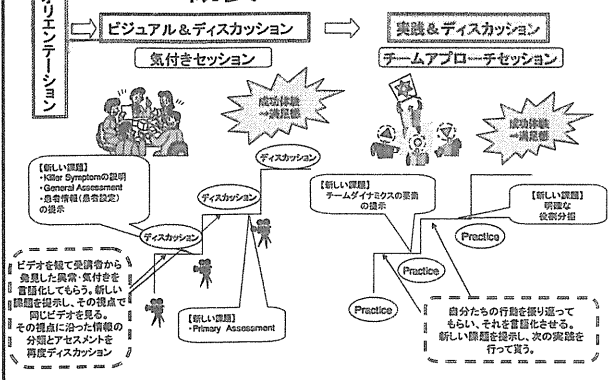 オリエンテーション
ビジュアル＆ディスカッション
実践＆ディスカッション
気付きセッション
チームアプローチセッション
成功体験
→満足感
成功体験
→満足感
ディスカッション
【新しい課題】
・Killer Symptomの説明
・General Assessment
・患者情報(患者設定)
の提示
ディスカッション
ディスカッション
【新しい課題】
チームダイナミクスの要素
の提示
【新しい課題】
明確な
役割分担
Practice
Practice
Practice
ビデオを観て受講者から
発見した異常・気付きを
言語化してもらう。新しい
課題を提示し、その視点で
同じビデオを見る。
その視点に沿った情報の
分類とアセスメントを
再度ディスカッション
【新しい課題】
・Primary Assessment
自分たちの行動を振り返って
もらい、それを言語化させる。
新しい課題を提示し、次の実践を
行って貰う。